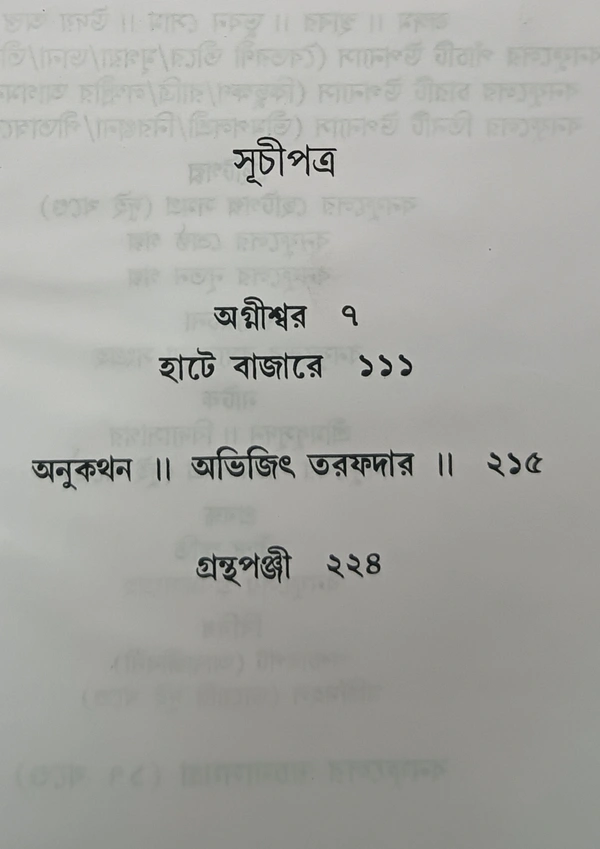 সূচীপত্র
অগ্নীশ্বর ৭
হাটে বাজারে ১১১
অনুকথন ।। অভিজিৎ তরফদার ।। ২১৫
গ্রন্থপঞ্জী ২২৪